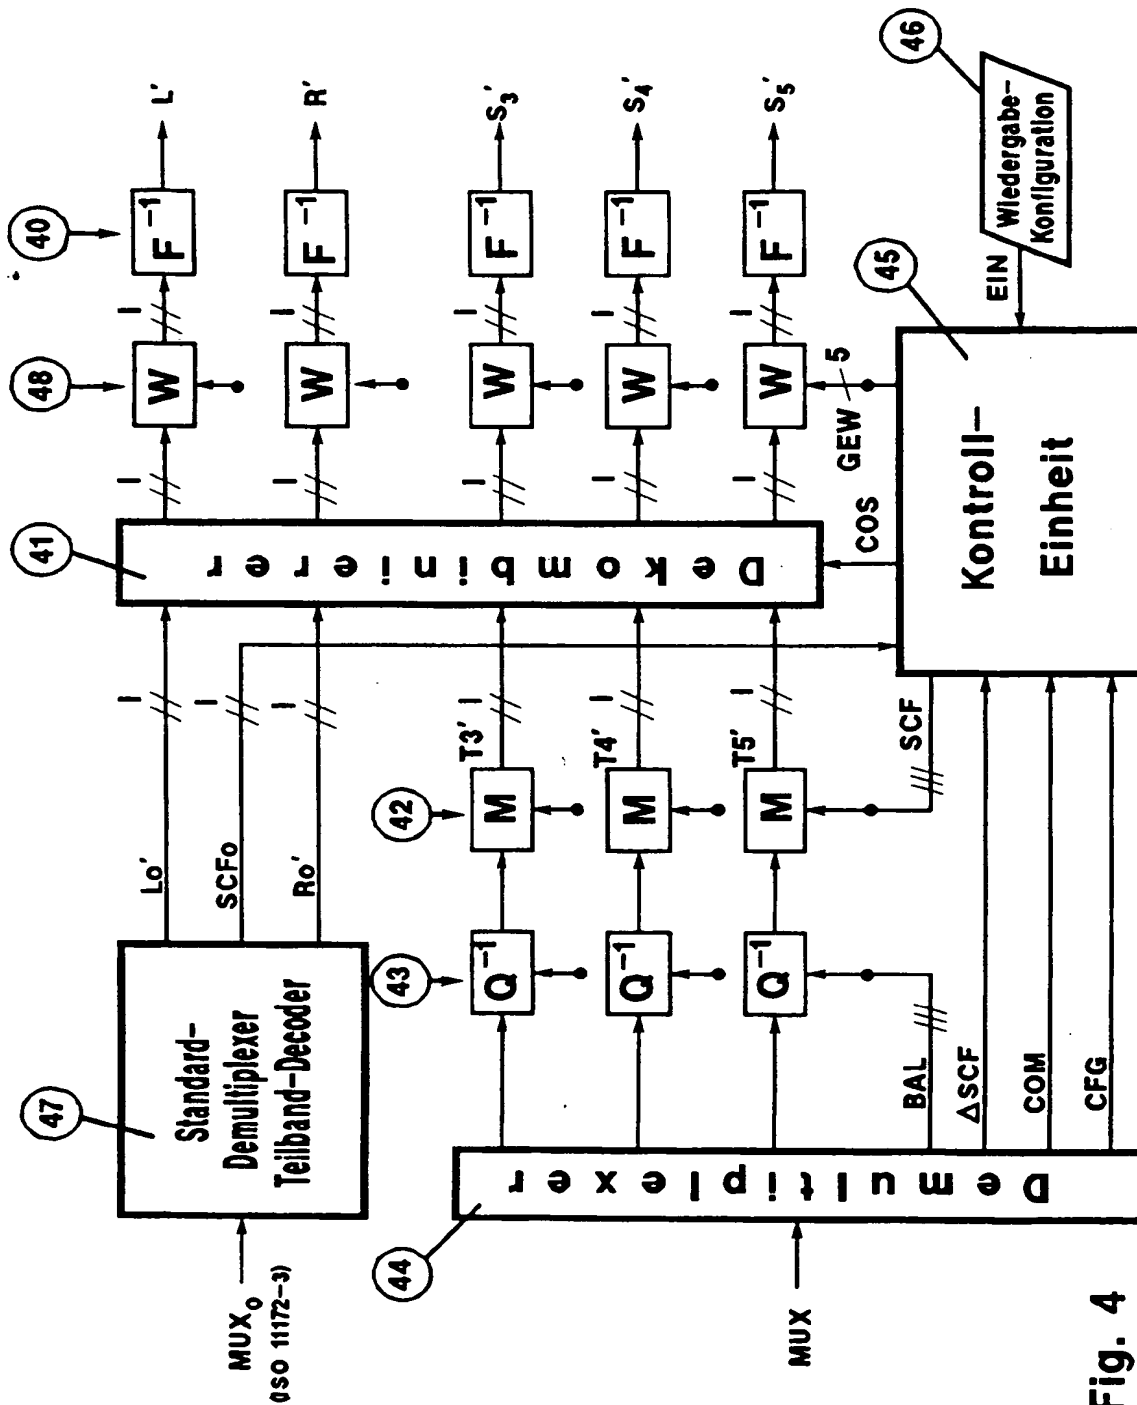 47
Standard-
Demultiplexer
Teilband-Decoder
MUX0
(ISO 11172-3)
Lo'
SCFo
Ro'
I
I
I
41
Dekombinierer
48
40
I
W
I
F-1
L'
I
W
I
F-1
R'
I
W
I
F-1
S3'
I
W
I
F-1
S4'
I
W
I
F-1
S5'
43
42
Q-1
M
T3'
I
Q-1
M
T4'
I
Q-1
M
T5'
I
44
Demultiplexer
MUX
BAL
ΔSCF
COM
CFG
SCF
COS
GEW
5
45
Kontroll-
Einheit
EIN
46
Wiedergabe-
Konfiguration
Fig. 4